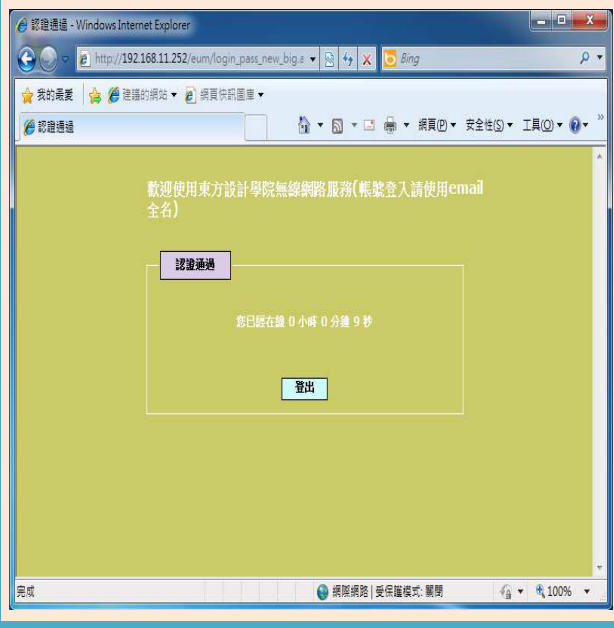 認證通過 - Windows Internet Explorer
http://192.168.11.252/eum/login_pass_new_big.e
Bing
我的最愛
建議的網站
網頁快訊圖庫
認證通過
網頁(P)
安全性(S)
工具(O)
歡迎使用東方設計學院無線網路服務(帳號登入請使用email
全名)
認證通過
您已經在線 0 小時 0 分鐘 9 秒
登出
完成
網際網路 | 受保護模式: 關閉
100%